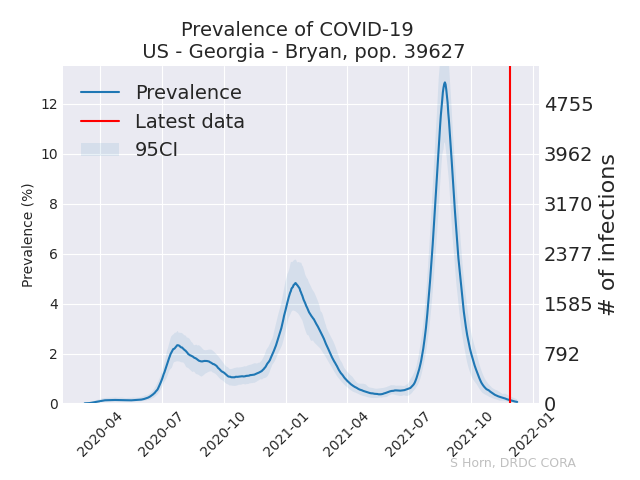 Prevalence of COVID-19
US - Georgia - Bryan, pop. 39627
Prevalence
Latest data
95CI
Prevalence (%)
12
10
8
6
4
2
0
4755
3962
3170
2377
1585
792
0
# of infections
2020-04
2020-07
2020-10
2021-01
2021-04
2021-07
2021-10
2022-01
S Horn, DRDC CORA